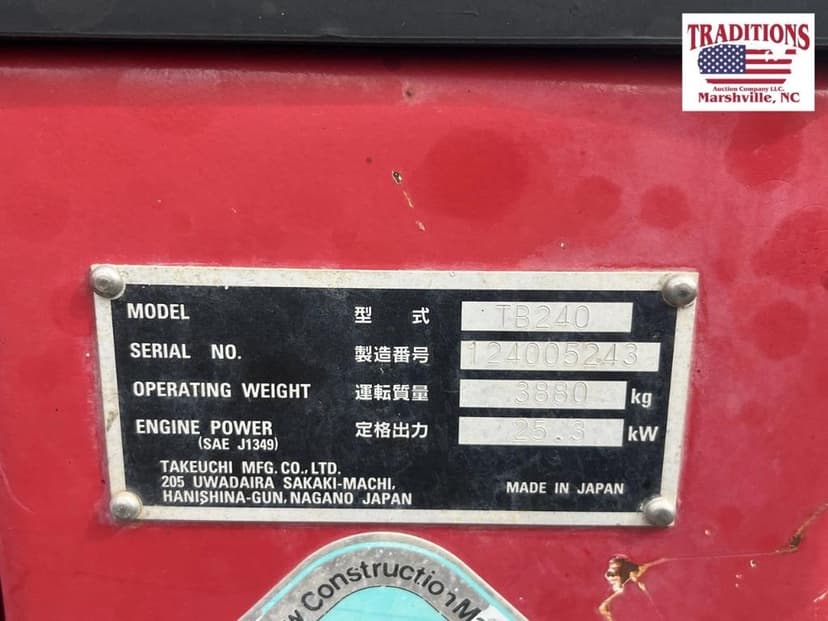 TRADITIONS
Auction Company LLC.
Marshville, NC
MODEL 型 式 TB240
SERIAL NO. 製造番号 124005243
OPERATING WEIGHT 運転質量 3880 kg
ENGINE POWER 定格出力 25.3 kW
(SAE J1349)
TAKEUCHI MFG. CO., LTD.
205 UWADAIRA SAKAKI-MACHI,
HANISHINA-GUN, NAGANO JAPAN MADE IN JAPAN
Construction